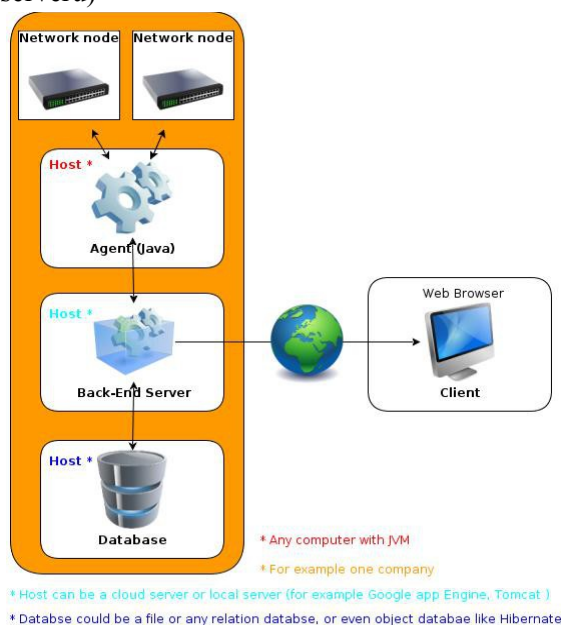 serveru)
Network node Network node
Host *
Agent (Java)
Host *
Back-End Server
Web Browser
Client
Host *
Database
* Any computer with JVM
* For example one company
* Host can be a cloud server or local server (for example Google app Engine, Tomcat )
* Databse could be a file or any relation databse, or even object databae like Hibernate